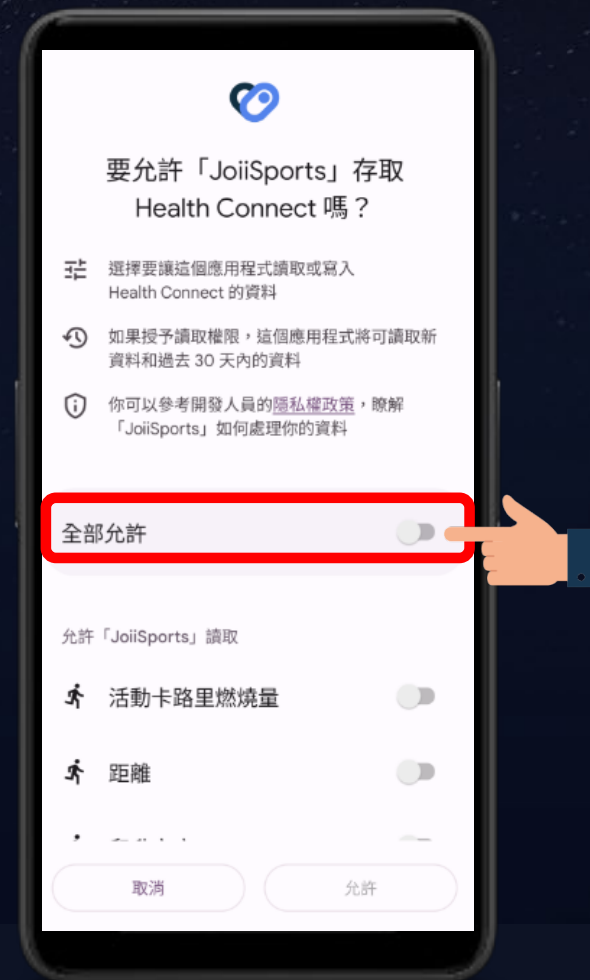 要允許「JoiiSports」存取
Health Connect 嗎？
選擇要讓這個應用程式讀取或寫入
Health Connect 的資料
如果授予讀取權限，這個應用程式將可讀取新
資料和過去 30 天內的資料
你可以參考開發人員的隱私權政策，瞭解
「JoiiSports」如何處理你的資料
全部允許
允許「JoiiSports」讀取
活動卡路里燃燒量
距離
取消
允許